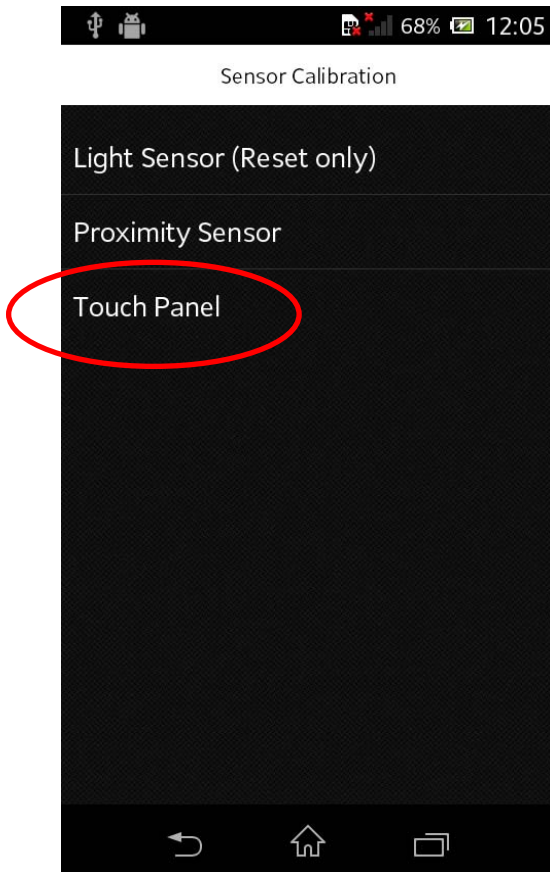 68% 12:05
Sensor Calibration
Light Sensor (Reset only)
Proximity Sensor
Touch Panel